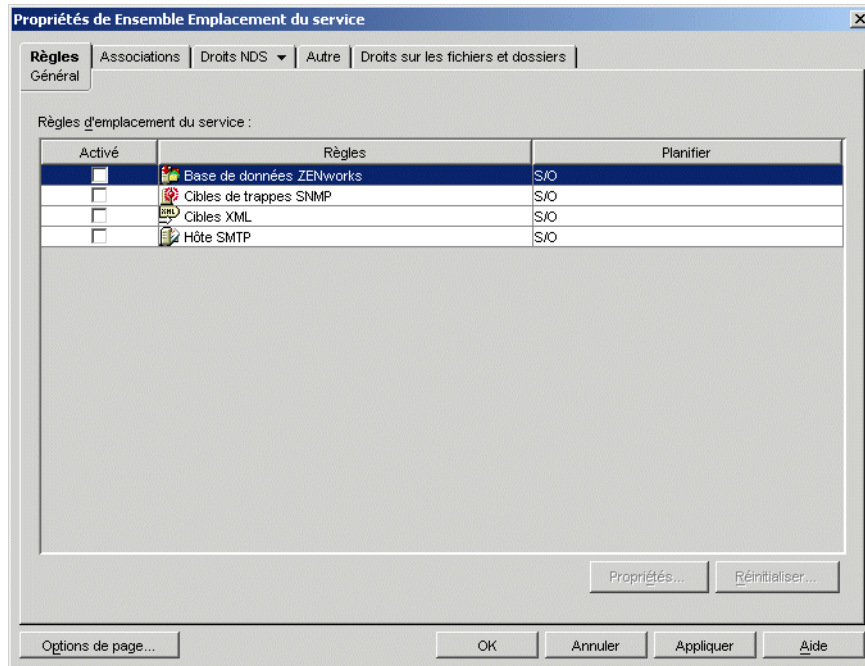 Propriétés de Ensemble Emplacement du service
Règles Associations Droits NDS Autre Droits sur les fichiers et dossiers
Général
Règles d'emplacement du service :
Activé Règles Planifier
Base de données ZENworks S/O
Cibles de trappes SNMP S/O
XML Cibles XML S/O
Hôte SMTP S/O
Propriétés... Réinitialiser...
Options de page... OK Annuler Appliquer Aide